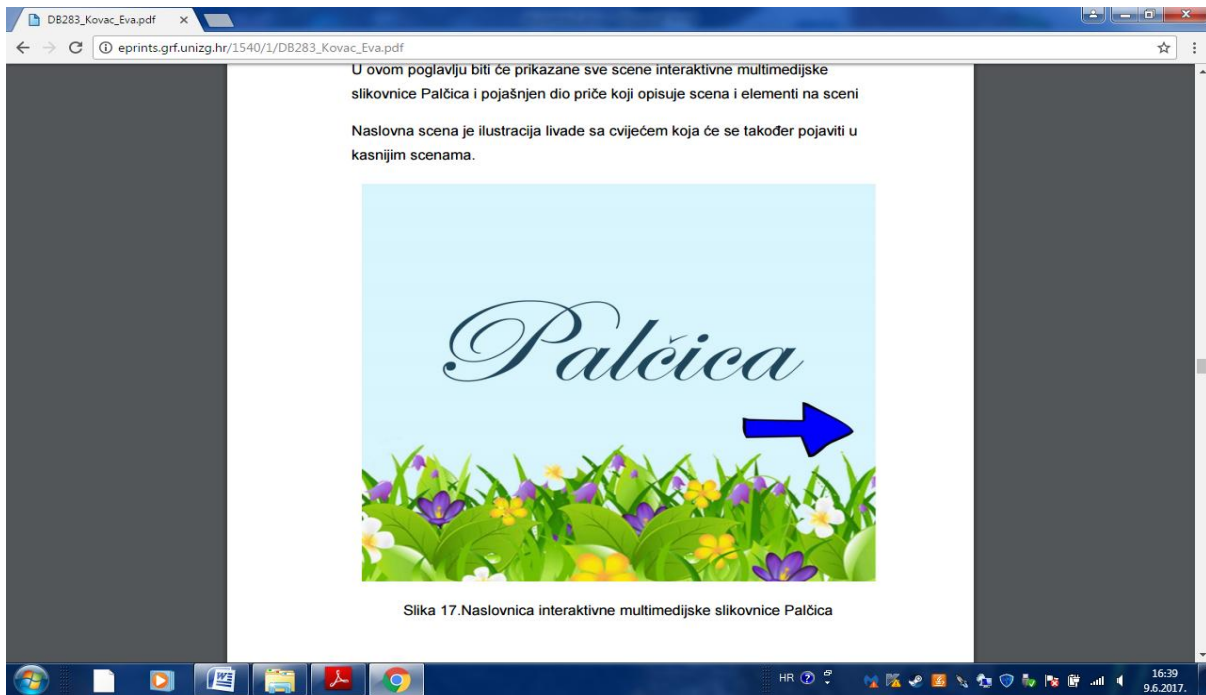 DB283_Kovac_Eva.pdf
eprints.grf.unizg.hr/1540/1/DB283_Kovac_Eva.pdf
U ovom poglavlju biti će prikazane sve scene interaktivne multimedijske
slikovnice Palčica i pojašnjen dio priče koji opisuje scena i elementi na sceni
Naslovna scena je ilustracija livade sa cvijećem koja će se također pojaviti u
kasnijim scenama.
Palčica
Slika 17.Naslovnica interaktivne multimedijske slikovnice Palčica
HR
16:39
9.6.2017.